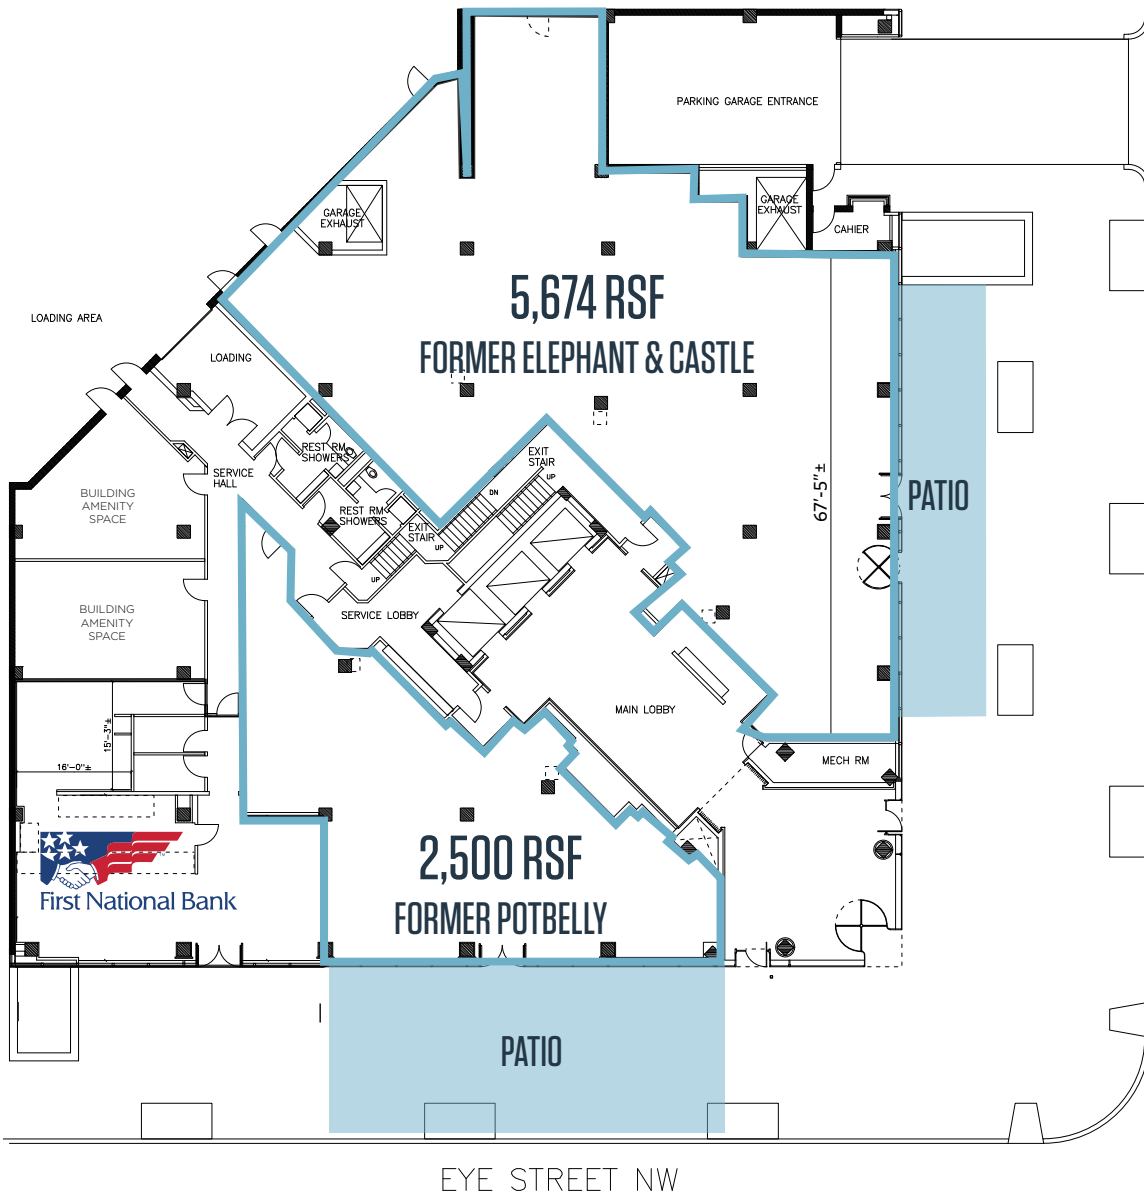 PARKING GARAGE ENTRANCE
GARAGE
EXHAUST
GARAGE
EXHAUST
CAHIER
5,674 RSF
FORMER ELEPHANT & CASTLE
LOADING AREA
LOADING
REST RM
SHOWERS
EXIT
STAIR
UP
DN
SERVICE
HALL
BUILDING
AMENITY
SPACE
REST RM
SHOWERS
EXIT
STAIR
UP
UP
67'-5"±
PATIO
BUILDING
AMENITY
SPACE
SERVICE LOBBY
MAIN LOBBY
15'-3"±
16'-0"±
MECH RM
2,500 RSF
FORMER POTBELLY
First National Bank
PATIO
EYE STREET NW